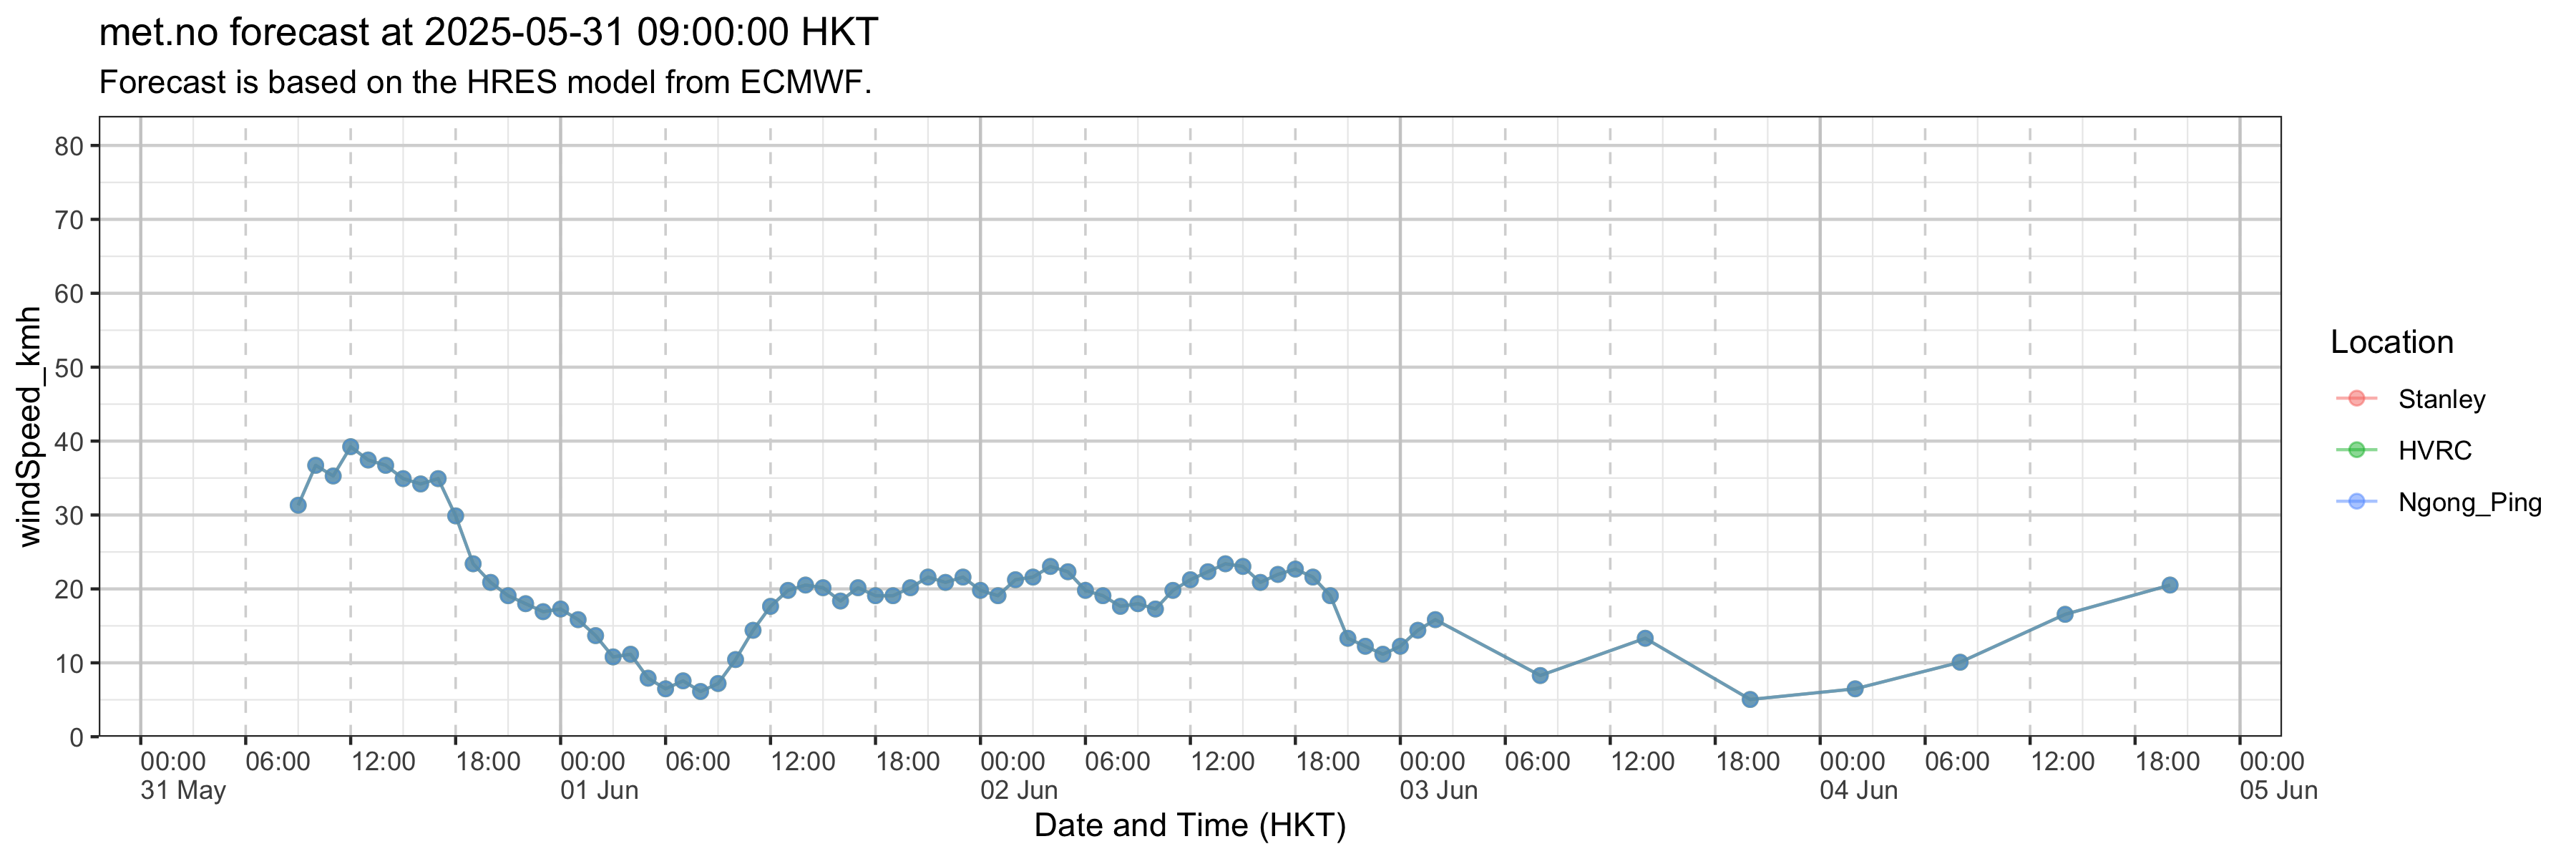 met.no forecast at 2025-05-31 09:00:00 HKT
Forecast is based on the HRES model from ECMWF.
windSpeed_kmh
80
70
60
50
40
30
20
10
0
00:00 06:00 12:00 18:00 00:00 06:00 12:00 18:00 00:00 06:00 12:00 18:00 00:00 06:00 12:00 18:00 00:00 06:00 12:00 18:00 00:00
31 May 01 Jun 02 Jun 03 Jun 04 Jun 05 Jun
Date and Time (HKT)
Location
Stanley
HVRC
Ngong_Ping